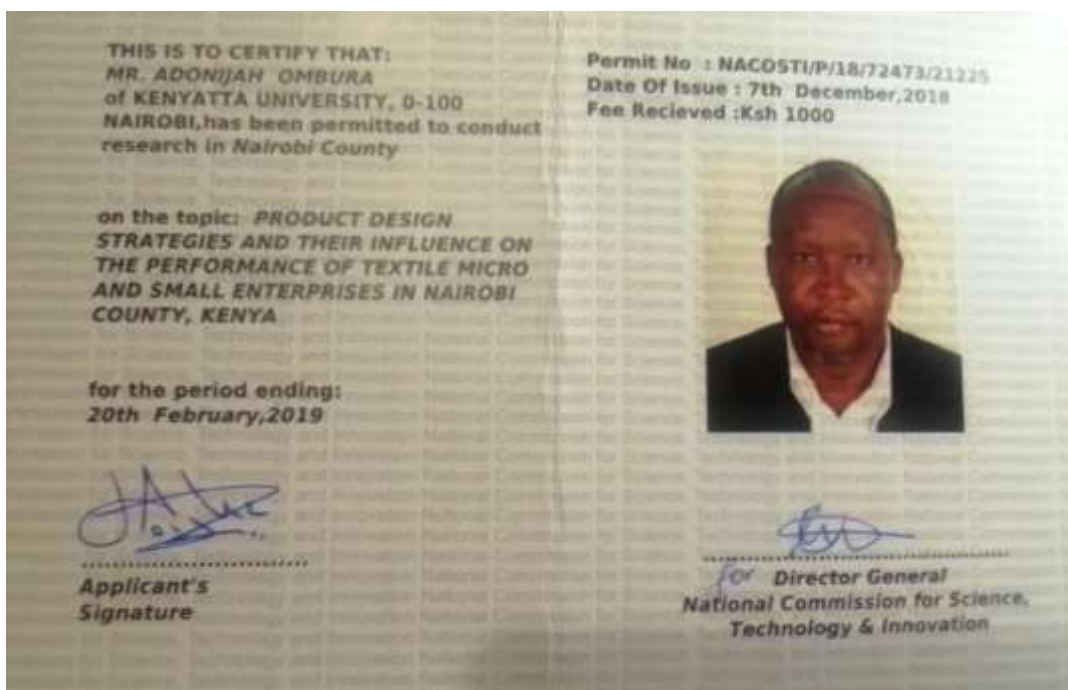 THIS IS TO CERTIFY THAT:
MR. ADONIJAH OMBURA
of KENYATTA UNIVERSITY, 0-100
NAIROBI,has been permitted to conduct
research in Nairobi County
on the topic: PRODUCT DESIGN
STRATEGIES AND THEIR INFLUENCE ON
THE PERFORMANCE OF TEXTILE MICRO
AND SMALL ENTERPRISES IN NAIROBI
COUNTY, KENYA
for the period ending:
20th February,2019
Applicant's
Signature
Permit No : NACOSTI/P/18/72473/21225
Date Of Issue : 7th December,2018
Fee Recieved :Ksh 1000
for Director General
National Commission for Science,
Technology & Innovation